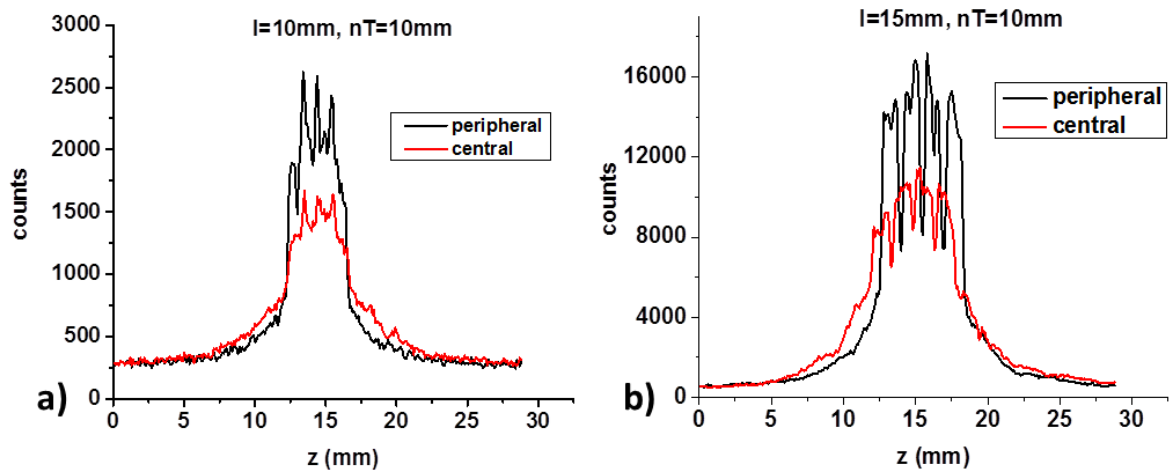 l=10mm, nT=10mm
3000
2500
2000
1500
1000
500
0
counts
peripheral
central
0 5 10 15 20 25 30
z (mm)
a)
l=15mm, nT=10mm
16000
12000
8000
4000
0
counts
peripheral
central
0 5 10 15 20 25 30
z (mm)
b)